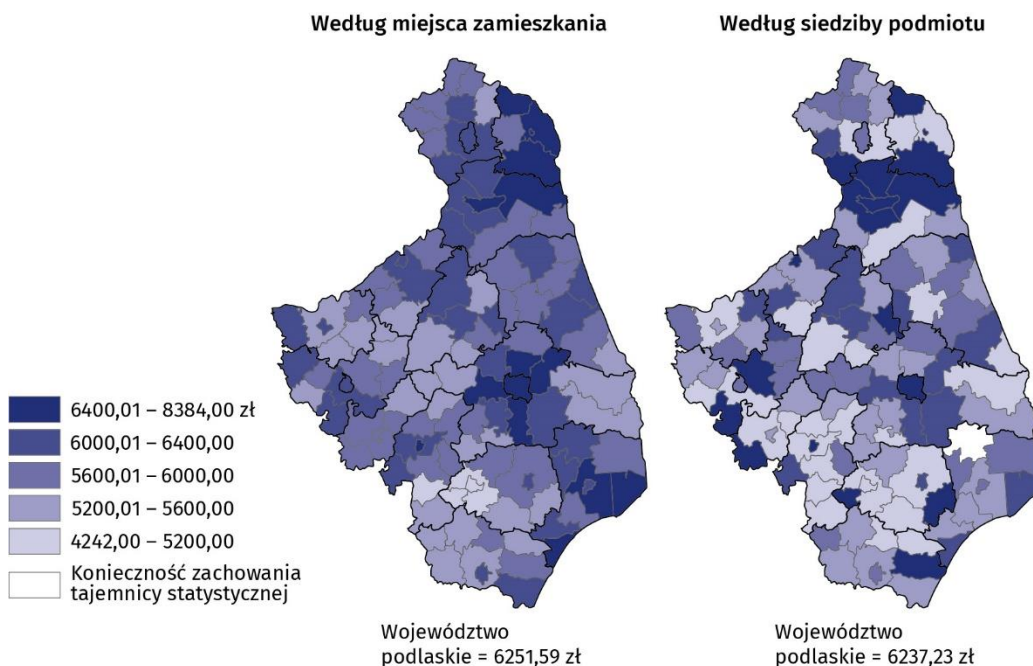 Według miejsca zamieszkania
Według siedziby podmiotu
6400,01 – 8384,00 zł
6000,01 – 6400,00
5600,01 – 6000,00
5200,01 – 5600,00
4242,00 – 5200,00
Konieczność zachowania
tajemnicy statystycznej
Województwo
podlaskie = 6251,59 zł
Województwo
podlaskie = 6237,23 zł